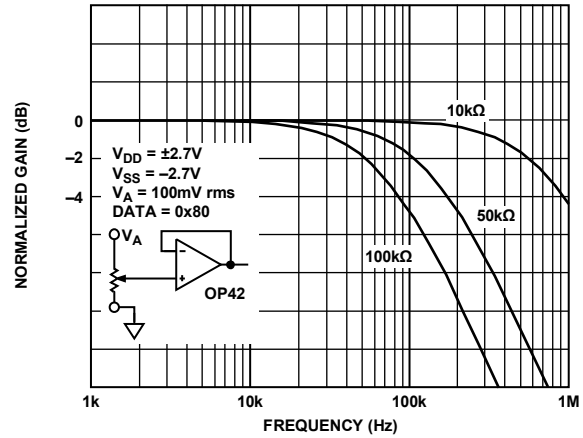 NORMALIZED GAIN (dB)
0
–2
–4
V_DD = ±2.7V
V_SS = –2.7V
V_A = 100mV rms
DATA = 0x80
V_A
–
+
OP42
10kΩ
50kΩ
100kΩ
1k
10k
100k
1M
FREQUENCY (Hz)